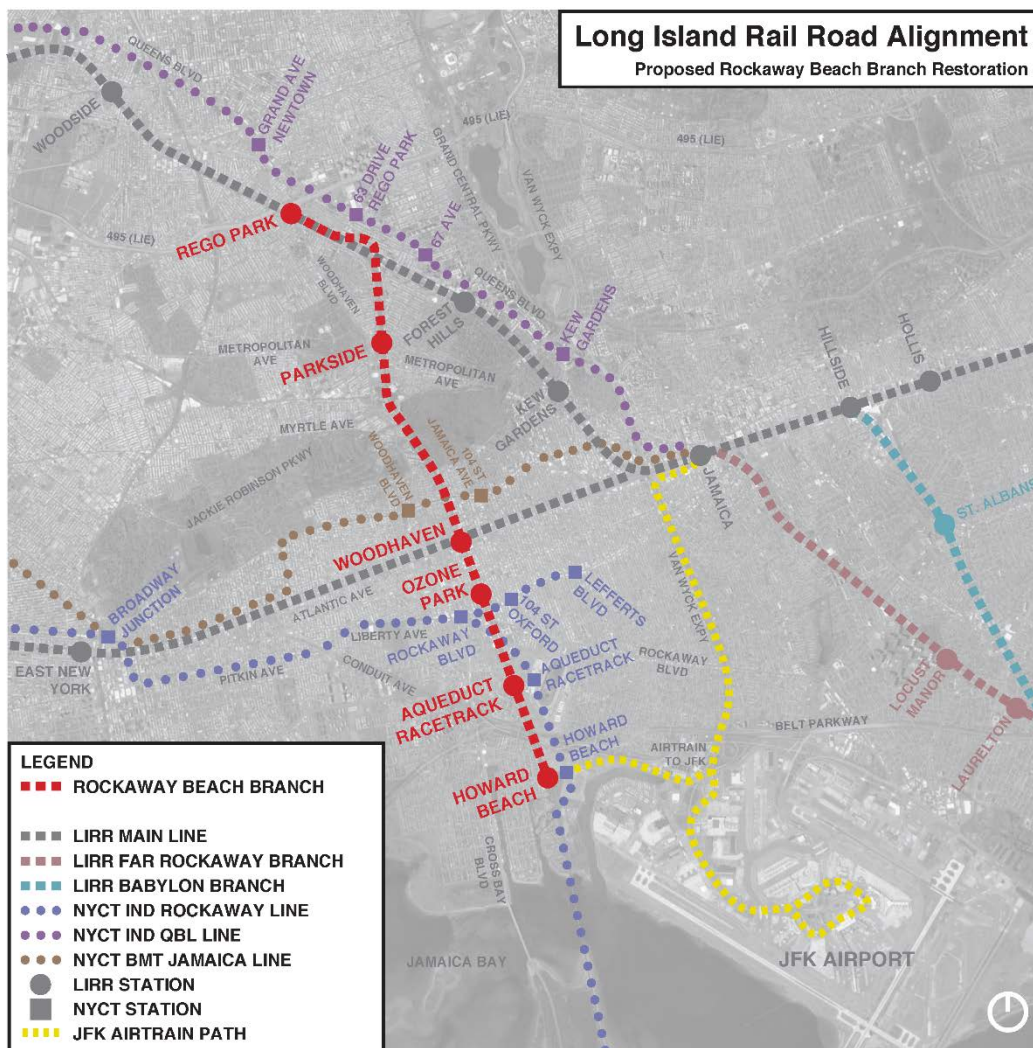 Long Island Rail Road Alignment
Proposed Rockaway Beach Branch Restoration
QUEENS BLVD
WOODSIDE
GRAND AVE
NEWTOWN
495 (LIE)
495 (LIE)
GRAND CENTRAL PKWY
VAN WYCK EXPY
63 DRIVE
REGO PARK
REGO PARK
67 AVE
495 (LIE)
WOODHAVEN
BLVD
QUEENS BLVD
FOREST
HILLS
KEW
GARDENS
METROPOLITAN
AVE
PARKSIDE
METROPOLITAN
AVE
KEW
GARDENS
HILLSIDE
HOLLIS
MYRTLE AVE
JACKIE ROBINSON PKWY
WOODHAVEN
BLVD
104 ST
JAMAICA AVE
JAMAICA
ST. ALBANS
WOODHAVEN
ATLANTIC AVE
OZONE
PARK
VAN WYCK EXPY
BROADWAY
JUNCTION
LEFFERTS
BLVD
104 ST
OXFORD
LIBERTY AVE
ROCKAWAY
BLVD
EAST NEW
YORK
PITKIN AVE
CONDUIT AVE
AQUEDUCT
RACETRACK
ROCKAWAY
BLVD
LOCUST
MANOR
AQUEDUCT
RACETRACK
BELT PARKWAY
LAURELTON
HOWARD
BEACH
AIRTRAIN
TO JFK
HOWARD
BEACH
CROSS BAY
BLVD
JAMAICA BAY
JFK AIRPORT
LEGEND
ROCKAWAY BEACH BRANCH
LIRR MAIN LINE
LIRR FAR ROCKAWAY BRANCH
LIRR BABYLON BRANCH
NYCT IND ROCKAWAY LINE
NYCT IND QBL LINE
NYCT BMT JAMAICA LINE
LIRR STATION
NYCT STATION
JFK AIRTRAIN PATH